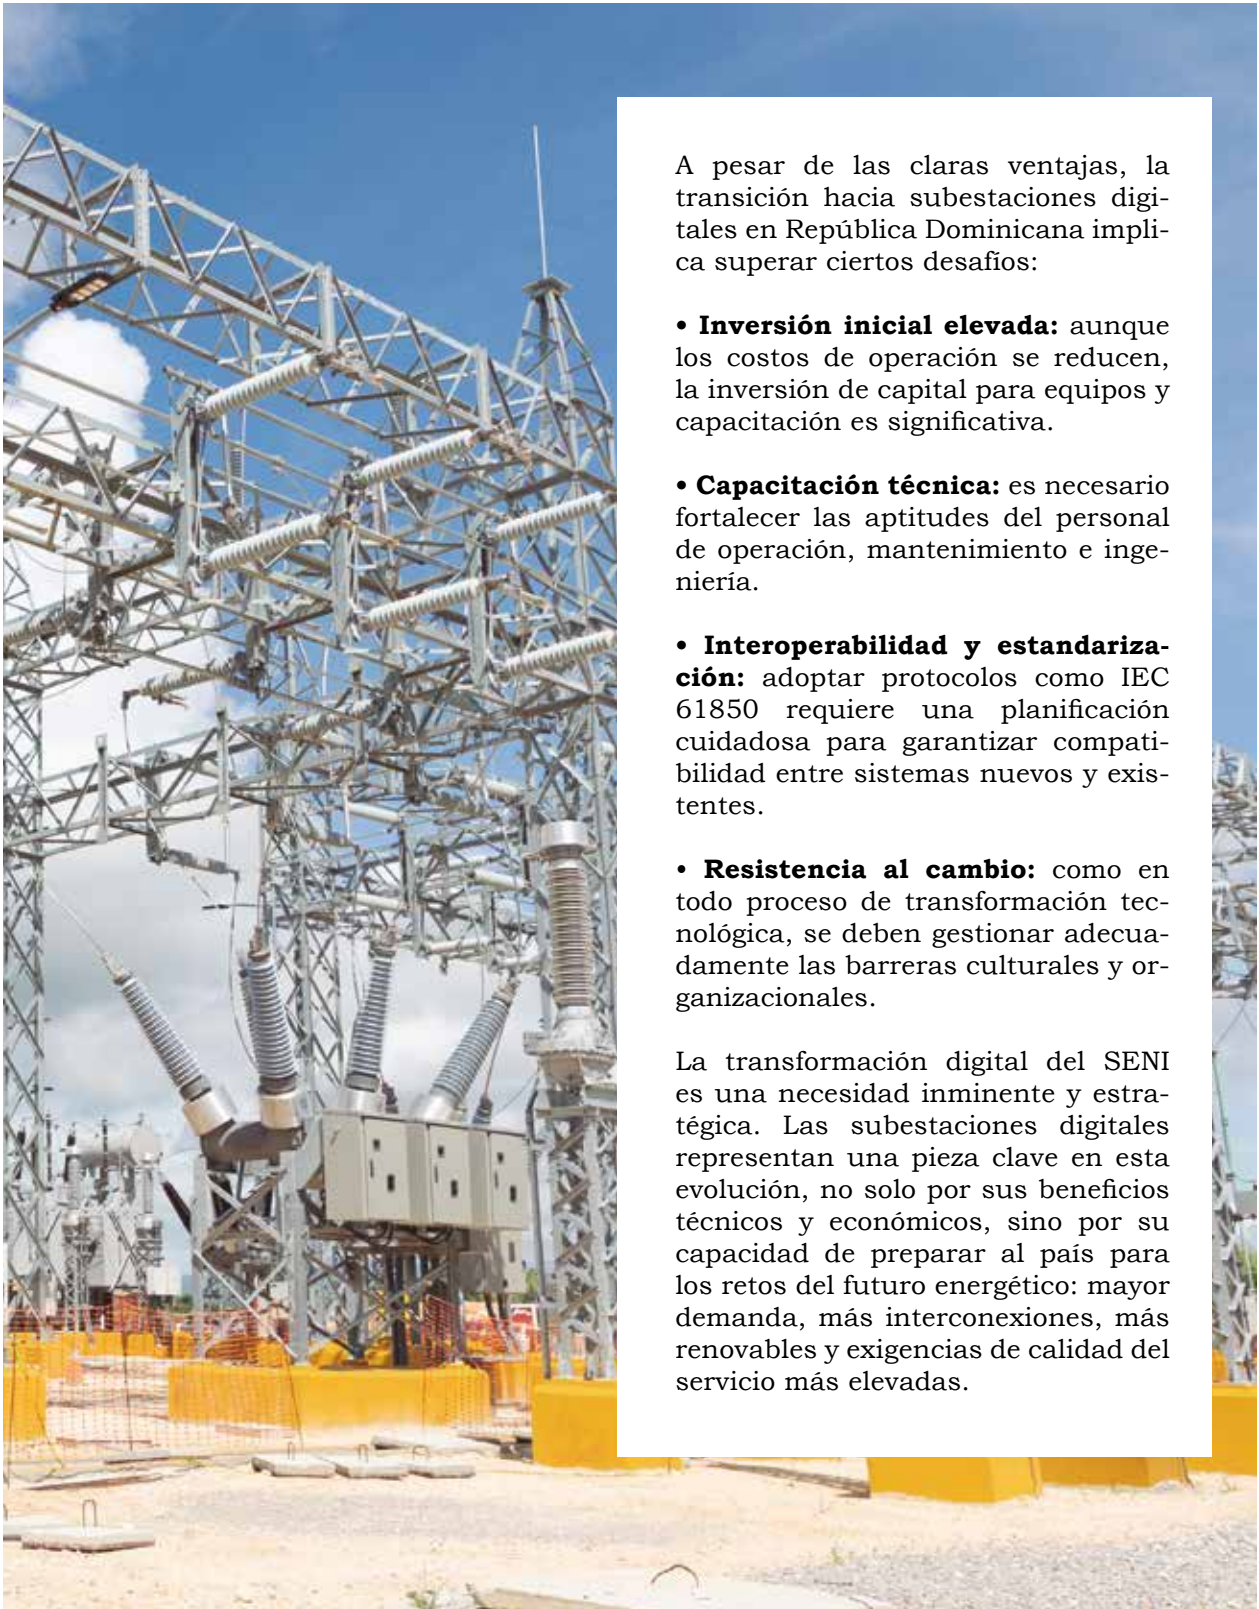 A pesar de las claras ventajas, la
transición hacia subestaciones digi-
tales en República Dominicana impli-
ca superar ciertos desafíos:
• Inversión inicial elevada: aunque
los costos de operación se reducen,
la inversión de capital para equipos y
capacitación es significativa.
• Capacitación técnica: es necesario
fortalecer las aptitudes del personal
de operación, mantenimiento e inge-
niería.
• Interoperabilidad y estandariza-
ción: adoptar protocolos como IEC
61850 requiere una planificación
cuidadosa para garantizar compati-
bilidad entre sistemas nuevos y exis-
tentes.
• Resistencia al cambio: como en
todo proceso de transformación tec-
nológica, se deben gestionar adecua-
damente las barreras culturales y or-
ganizacionales.
La transformación digital del SENI
es una necesidad inminente y estra-
tégica. Las subestaciones digitales
representan una pieza clave en esta
evolución, no solo por sus beneficios
técnicos y económicos, sino por su
capacidad de preparar al país para
los retos del futuro energético: mayor
demanda, más interconexiones, más
renovables y exigencias de calidad del
servicio más elevadas.